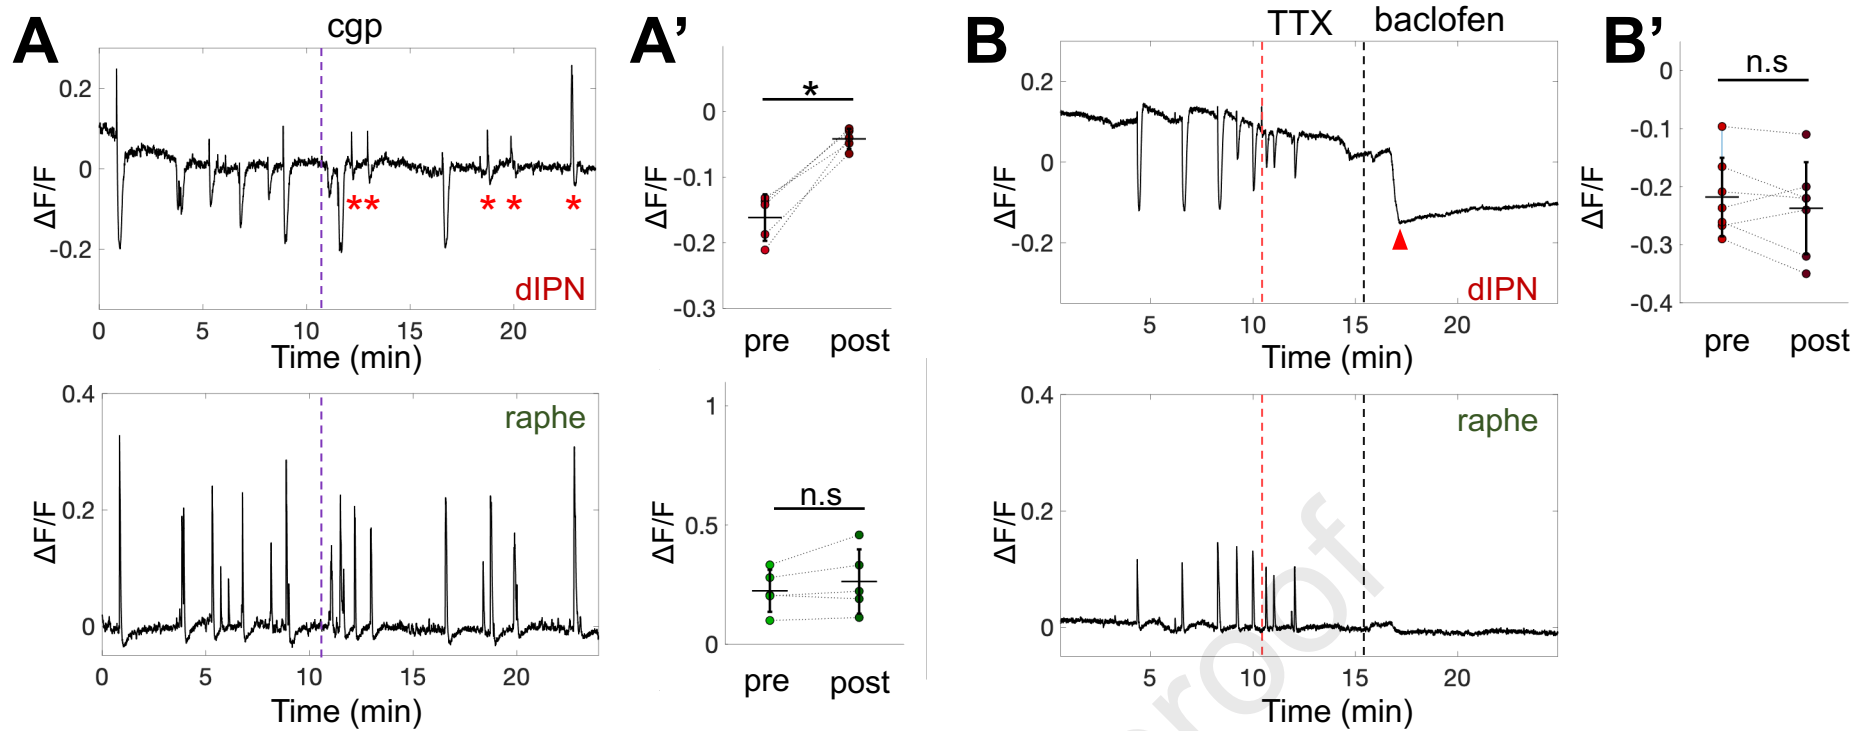 A
cgp
ΔF/F
0.2
0
-0.2
* * * * *
dIPN
0 5 10 15 20
Time (min)
raphe
ΔF/F
0.4
0.2
0
0 5 10 15 20
Time (min)
A'
*
ΔF/F
0
-0.1
-0.2
-0.3
pre post
n.s
ΔF/F
1
0.5
0
pre post
B
TTX baclofen
ΔF/F
0.2
0
-0.2
dIPN
5 10 15 20
Time (min)
raphe
ΔF/F
0.4
0.2
0
5 10 15 20
Time (min)
B'
n.s
ΔF/F
0
-0.1
-0.2
-0.3
-0.4
pre post
proof